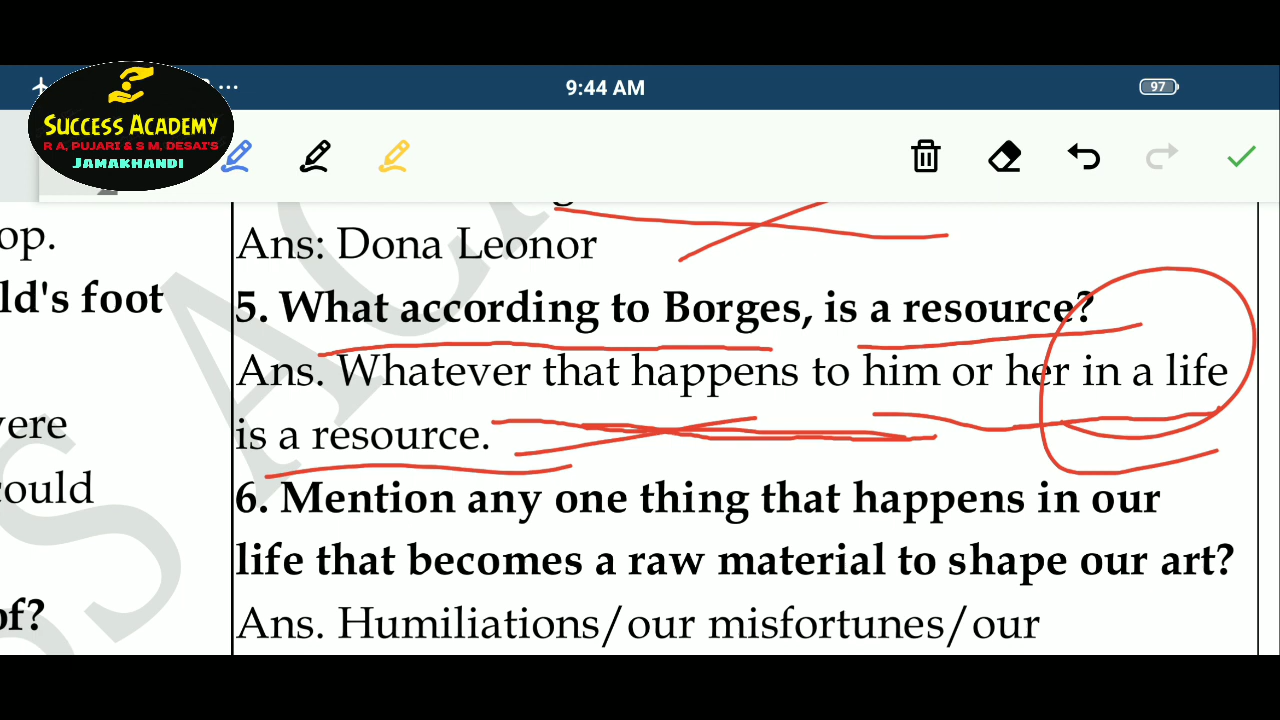 9:44 AM
97
SUCCESS ACADEMY
R A, PUJARI & S M. DESAI'S
JAMAKHANDI
op.
ld's foot
ere
could
of?
Ans: Dona Leonor
5. What according to Borges, is a resource?
Ans. Whatever that happens to him or her in a life
is a resource.
6. Mention any one thing that happens in our
life that becomes a raw material to shape our art?
Ans. Humiliations/our misfortunes/our